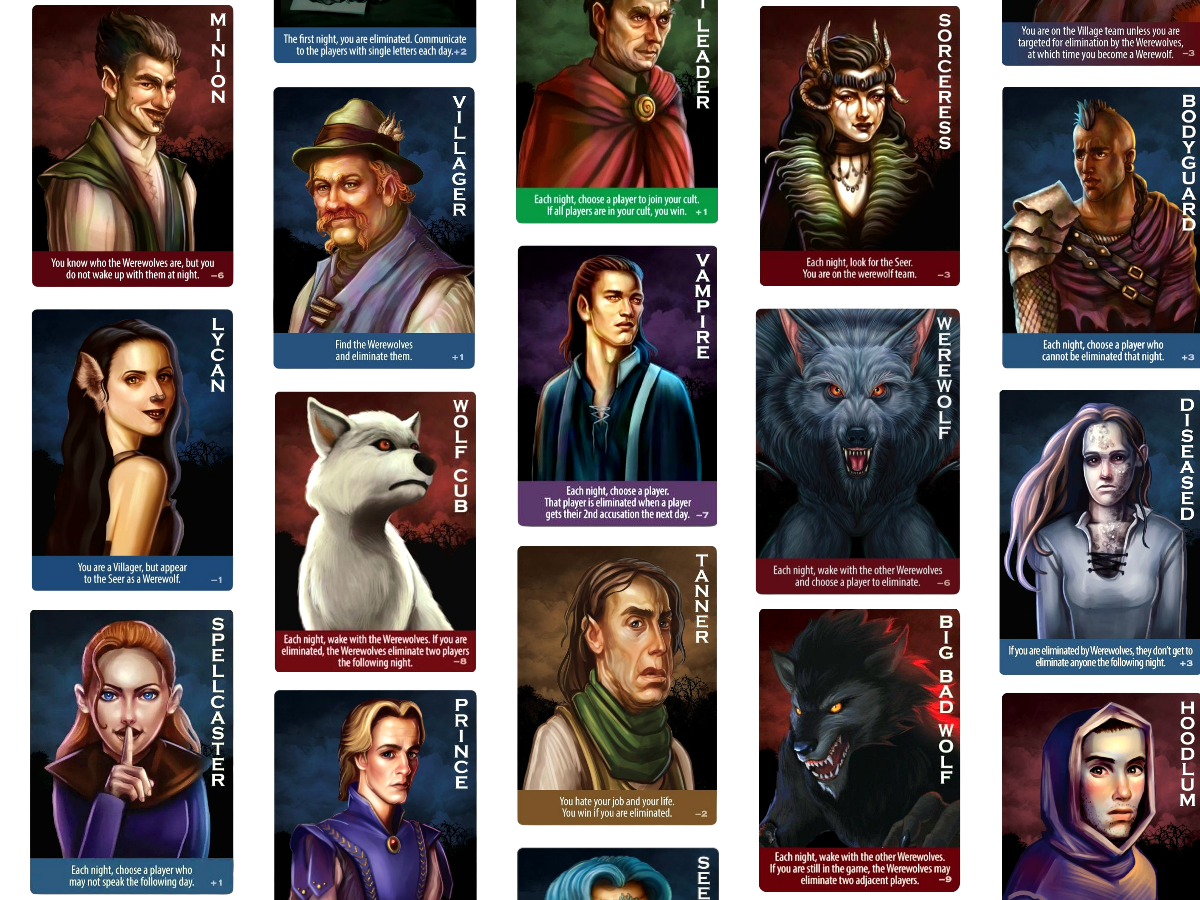 MINION
You know who the Werewolves are, but you
do not wake up with them at night. −6
LYCAN
You are a Villager, but appear
to the Seer as a Werewolf. −1
SPELLCASTER
Each night, choose a player who
may not speak the following day. +1
The first night, you are eliminated. Communicate
to the players with single letters each day. +2
VILLAGER
Find the Werewolves
and eliminate them. +1
WOLF CUB
Each night, wake with the Werewolves. If you are
eliminated, the Werewolves eliminate two players
the following night. −8
PRINCE
LEADER
Each night, choose a player to join your cult.
If all players are in your cult, you win. +1
VAMPIRE
Each night, choose a player.
That player is eliminated when a player
gets their 2nd accusation the next day. −7
TANNER
You hate your job and your life.
You win if you are eliminated. −2
SEE
SORCERESS
Each night, look for the Seer.
You are on the werewolf team. −3
WEREWOLF
Each night, wake with the other Werewolves
and choose a player to eliminate. −6
BIG BAD WOLF
Each night, wake with the other Werewolves.
If you are still in the game, the Werewolves may
eliminate two adjacent players. −9
You are on the Village team unless you are
targeted for elimination by the Werewolves,
at which time you become a Werewolf. −3
BODYGUARD
Each night, choose a player who
cannot be eliminated that night. +3
DISEASED
If you are eliminated by Werewolves, they don't get to
eliminate anyone the following night. +3
HOODLUM